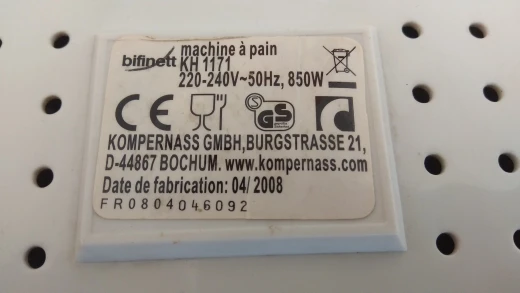 bifinett
machine à pain
KH 1171
220-240V~50Hz, 850W
CE GS
KOMPERNASS GMBH,BURGSTRASSE 21,
D-44867 BOCHUM. www.kompernass.com
Date de fabrication: 04/ 2008
FR0804046092